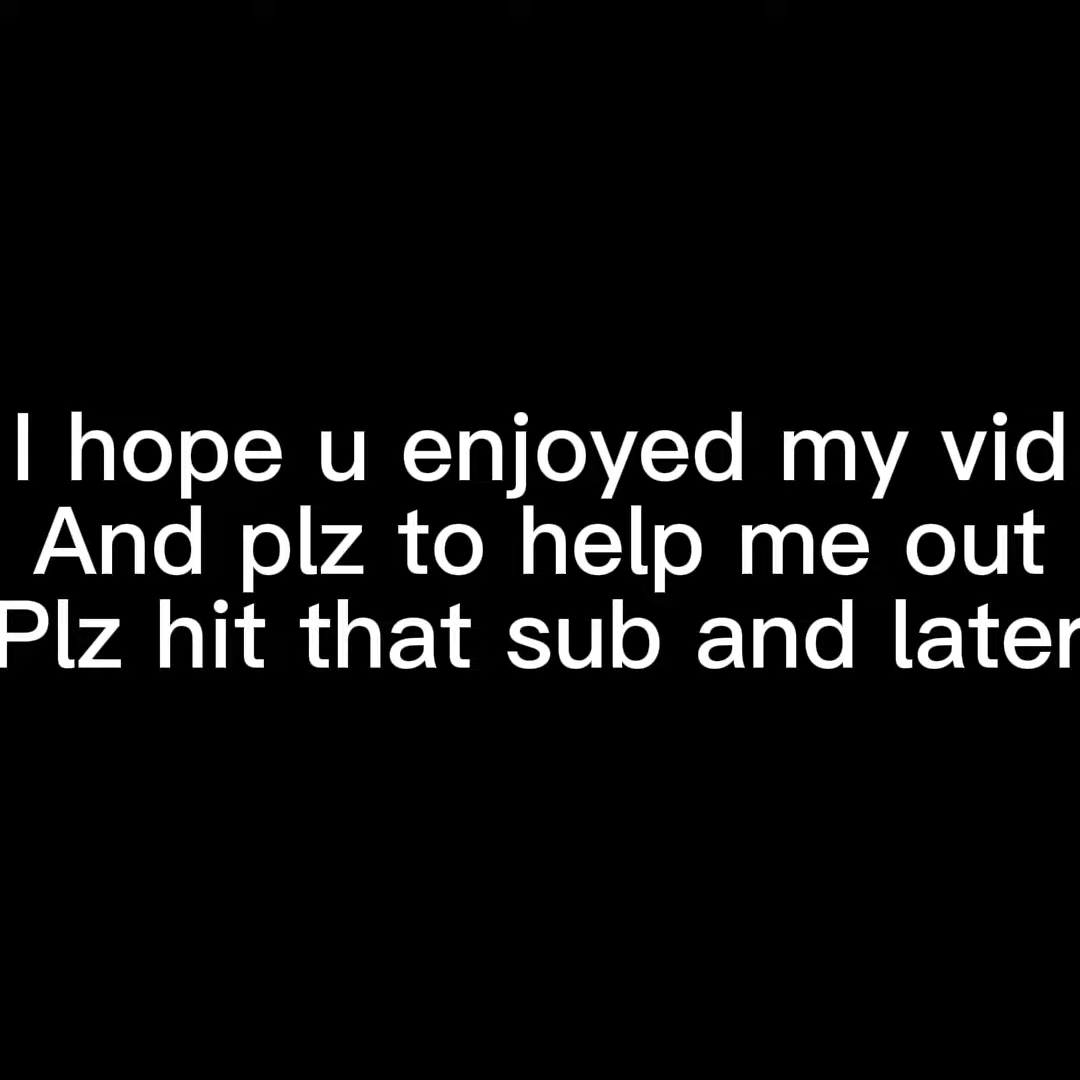 I hope u enjoyed my vid
And plz to help me out
Plz hit that sub and later